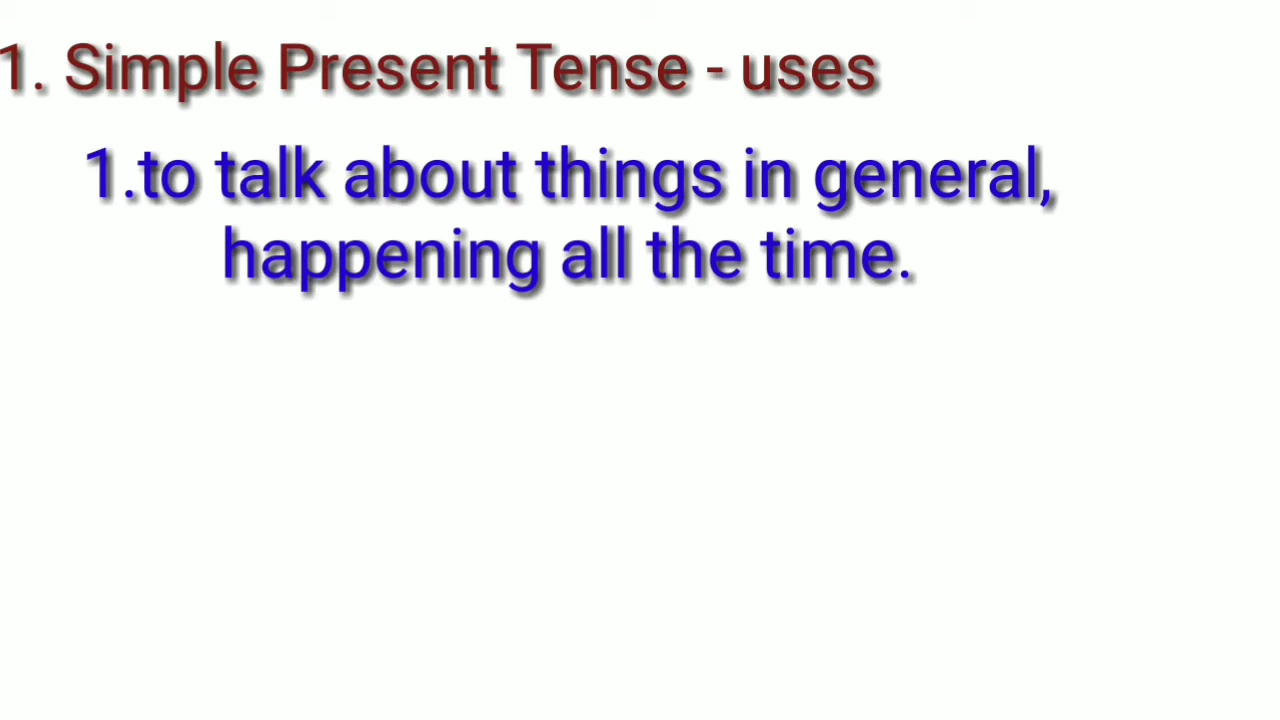 1. Simple Present Tense - uses
1.to talk about things in general,
happening all the time.